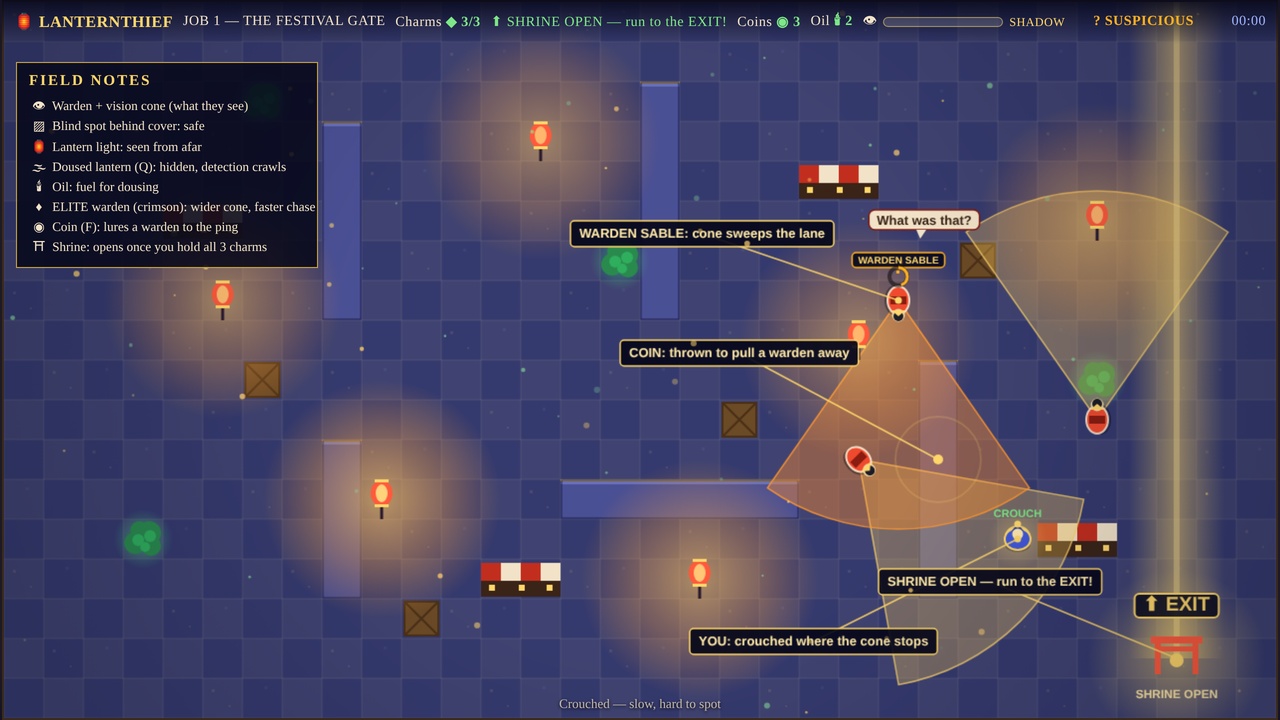 LANTERNTHIEF JOB 1 — THE FESTIVAL GATE Charms ◆ 3/3 ⬆ SHRINE OPEN — run to the EXIT! Coins ◉ 3 Oil 2 SHADOW ? SUSPICIOUS 00:00
FIELD NOTES
Warden + vision cone (what they see)
Blind spot behind cover: safe
Lantern light: seen from afar
Doused lantern (Q): hidden, detection crawls
Oil: fuel for dousing
ELITE warden (crimson): wider cone, faster chase
Coin (F): lures a warden to the ping
Shrine: opens once you hold all 3 charms
What was that?
WARDEN SABLE: cone sweeps the lane
WARDEN SABLE
COIN: thrown to pull a warden away
CROUCH
SHRINE OPEN — run to the EXIT!
⬆ EXIT
YOU: crouched where the cone stops
SHRINE OPEN
Crouched — slow, hard to spot